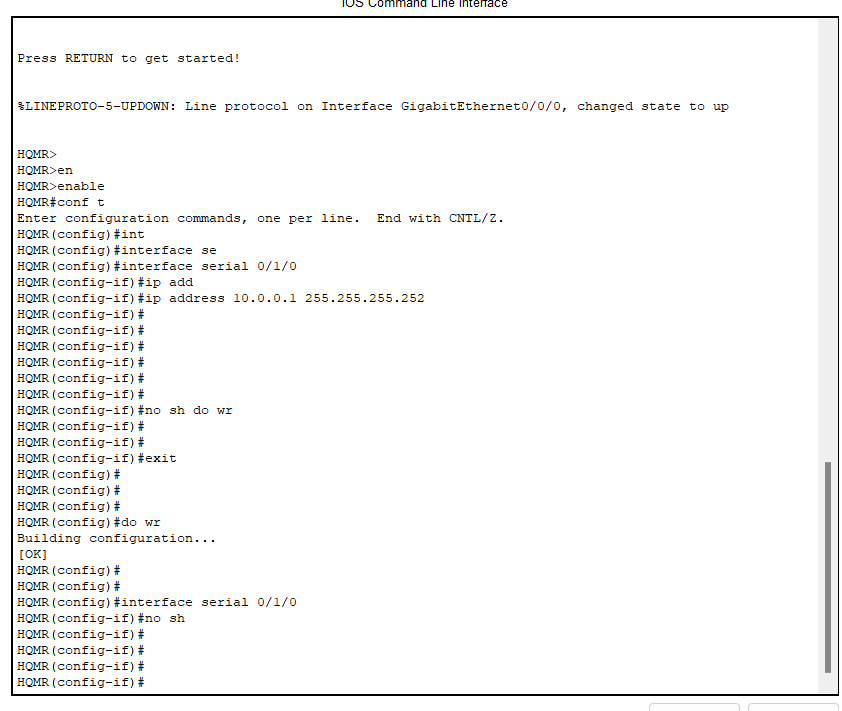 IOS Command Line Interface
Press RETURN to get started!
%LINEPROTO-5-UPDOWN: Line protocol on Interface GigabitEthernet0/0/0, changed state to up
HQMR>
HQMR>en
HQMR>enable
HQMR#conf t
Enter configuration commands, one per line.  End with CNTL/Z.
HQMR(config)#int
HQMR(config)#interface se
HQMR(config)#interface serial 0/1/0
HQMR(config-if)#ip add
HQMR(config-if)#ip address 10.0.0.1 255.255.255.252
HQMR(config-if)#
HQMR(config-if)#
HQMR(config-if)#
HQMR(config-if)#
HQMR(config-if)#
HQMR(config-if)#
HQMR(config-if)#no sh do wr
HQMR(config-if)#
HQMR(config-if)#
HQMR(config-if)#exit
HQMR(config)#
HQMR(config)#
HQMR(config)#
HQMR(config)#do wr
Building configuration...
[OK]
HQMR(config)#
HQMR(config)#
HQMR(config)#interface serial 0/1/0
HQMR(config-if)#no sh
HQMR(config-if)#
HQMR(config-if)#
HQMR(config-if)#
HQMR(config-if)#